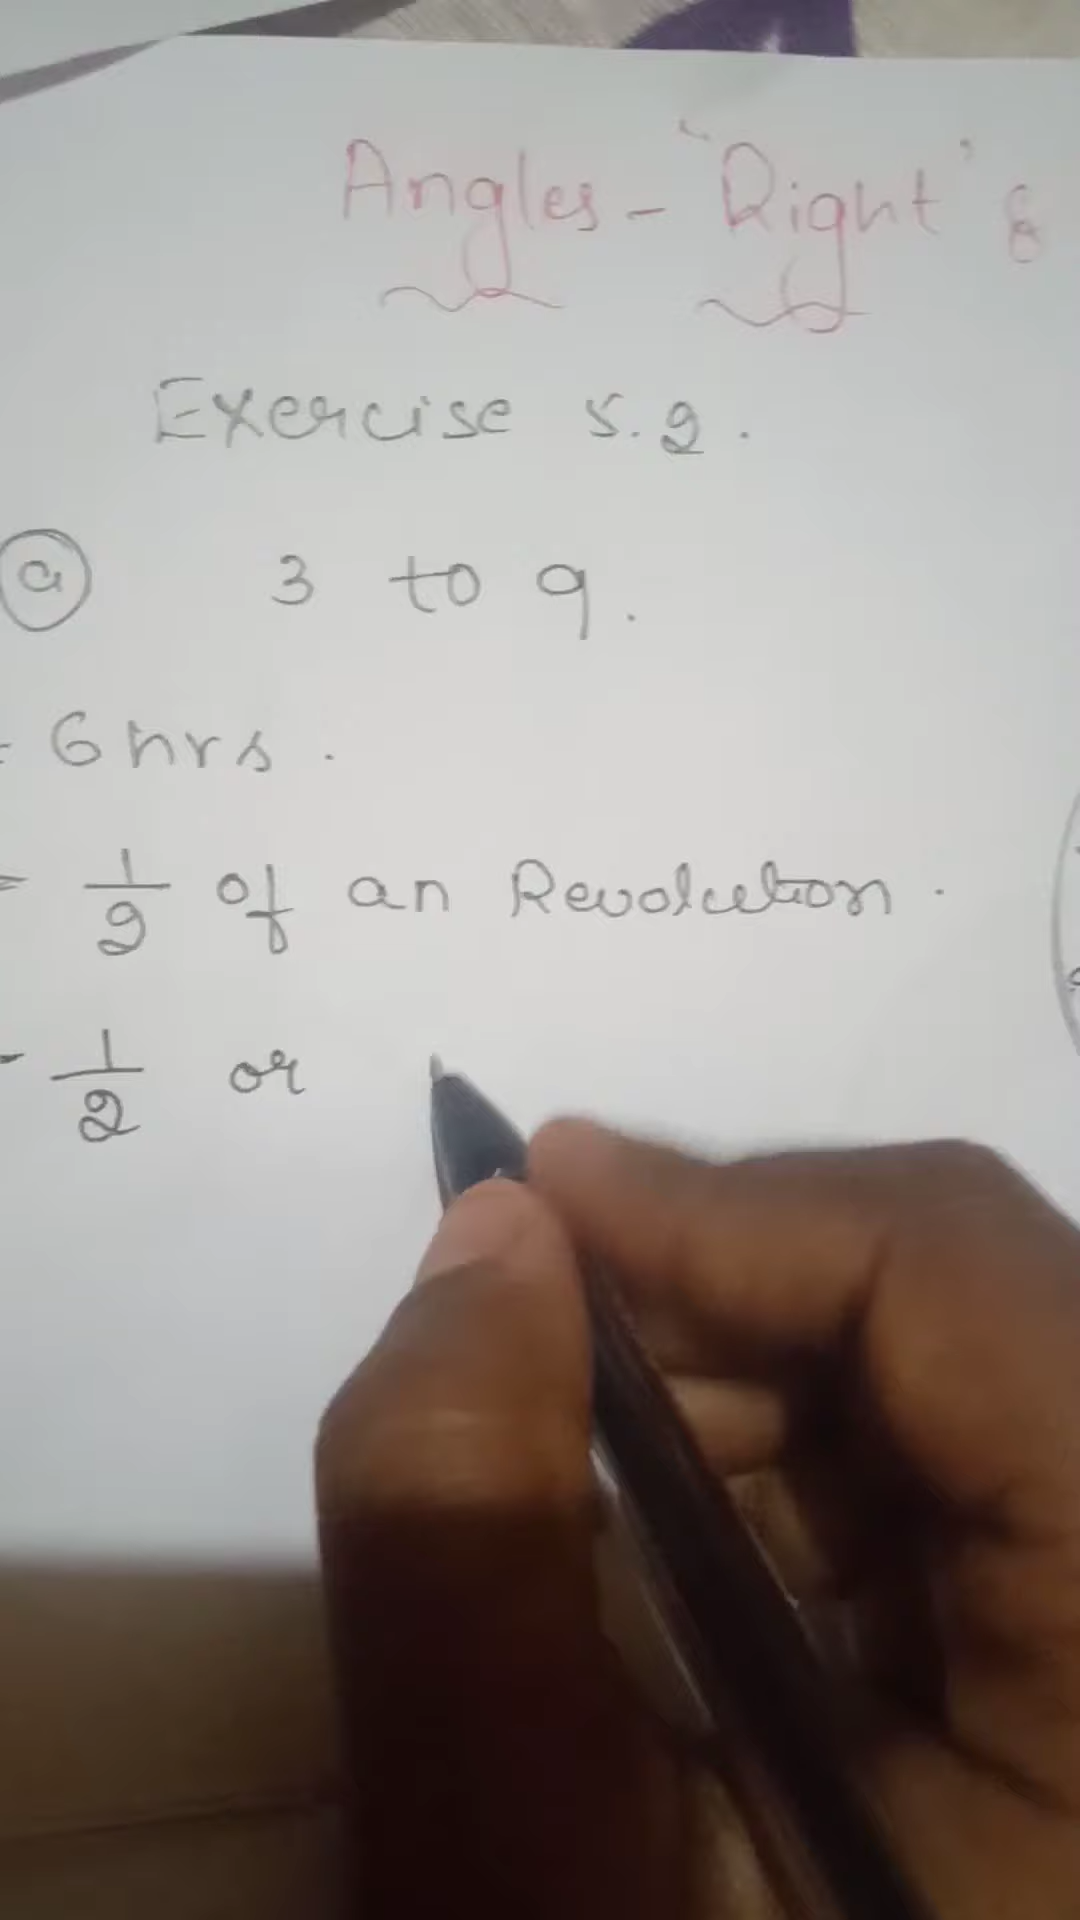 Angles - "Right" &
Exercise 5.2.
a 3 to 9.
= 6 hrs.
= 1/2 of an Revolution.
- 1/2 or